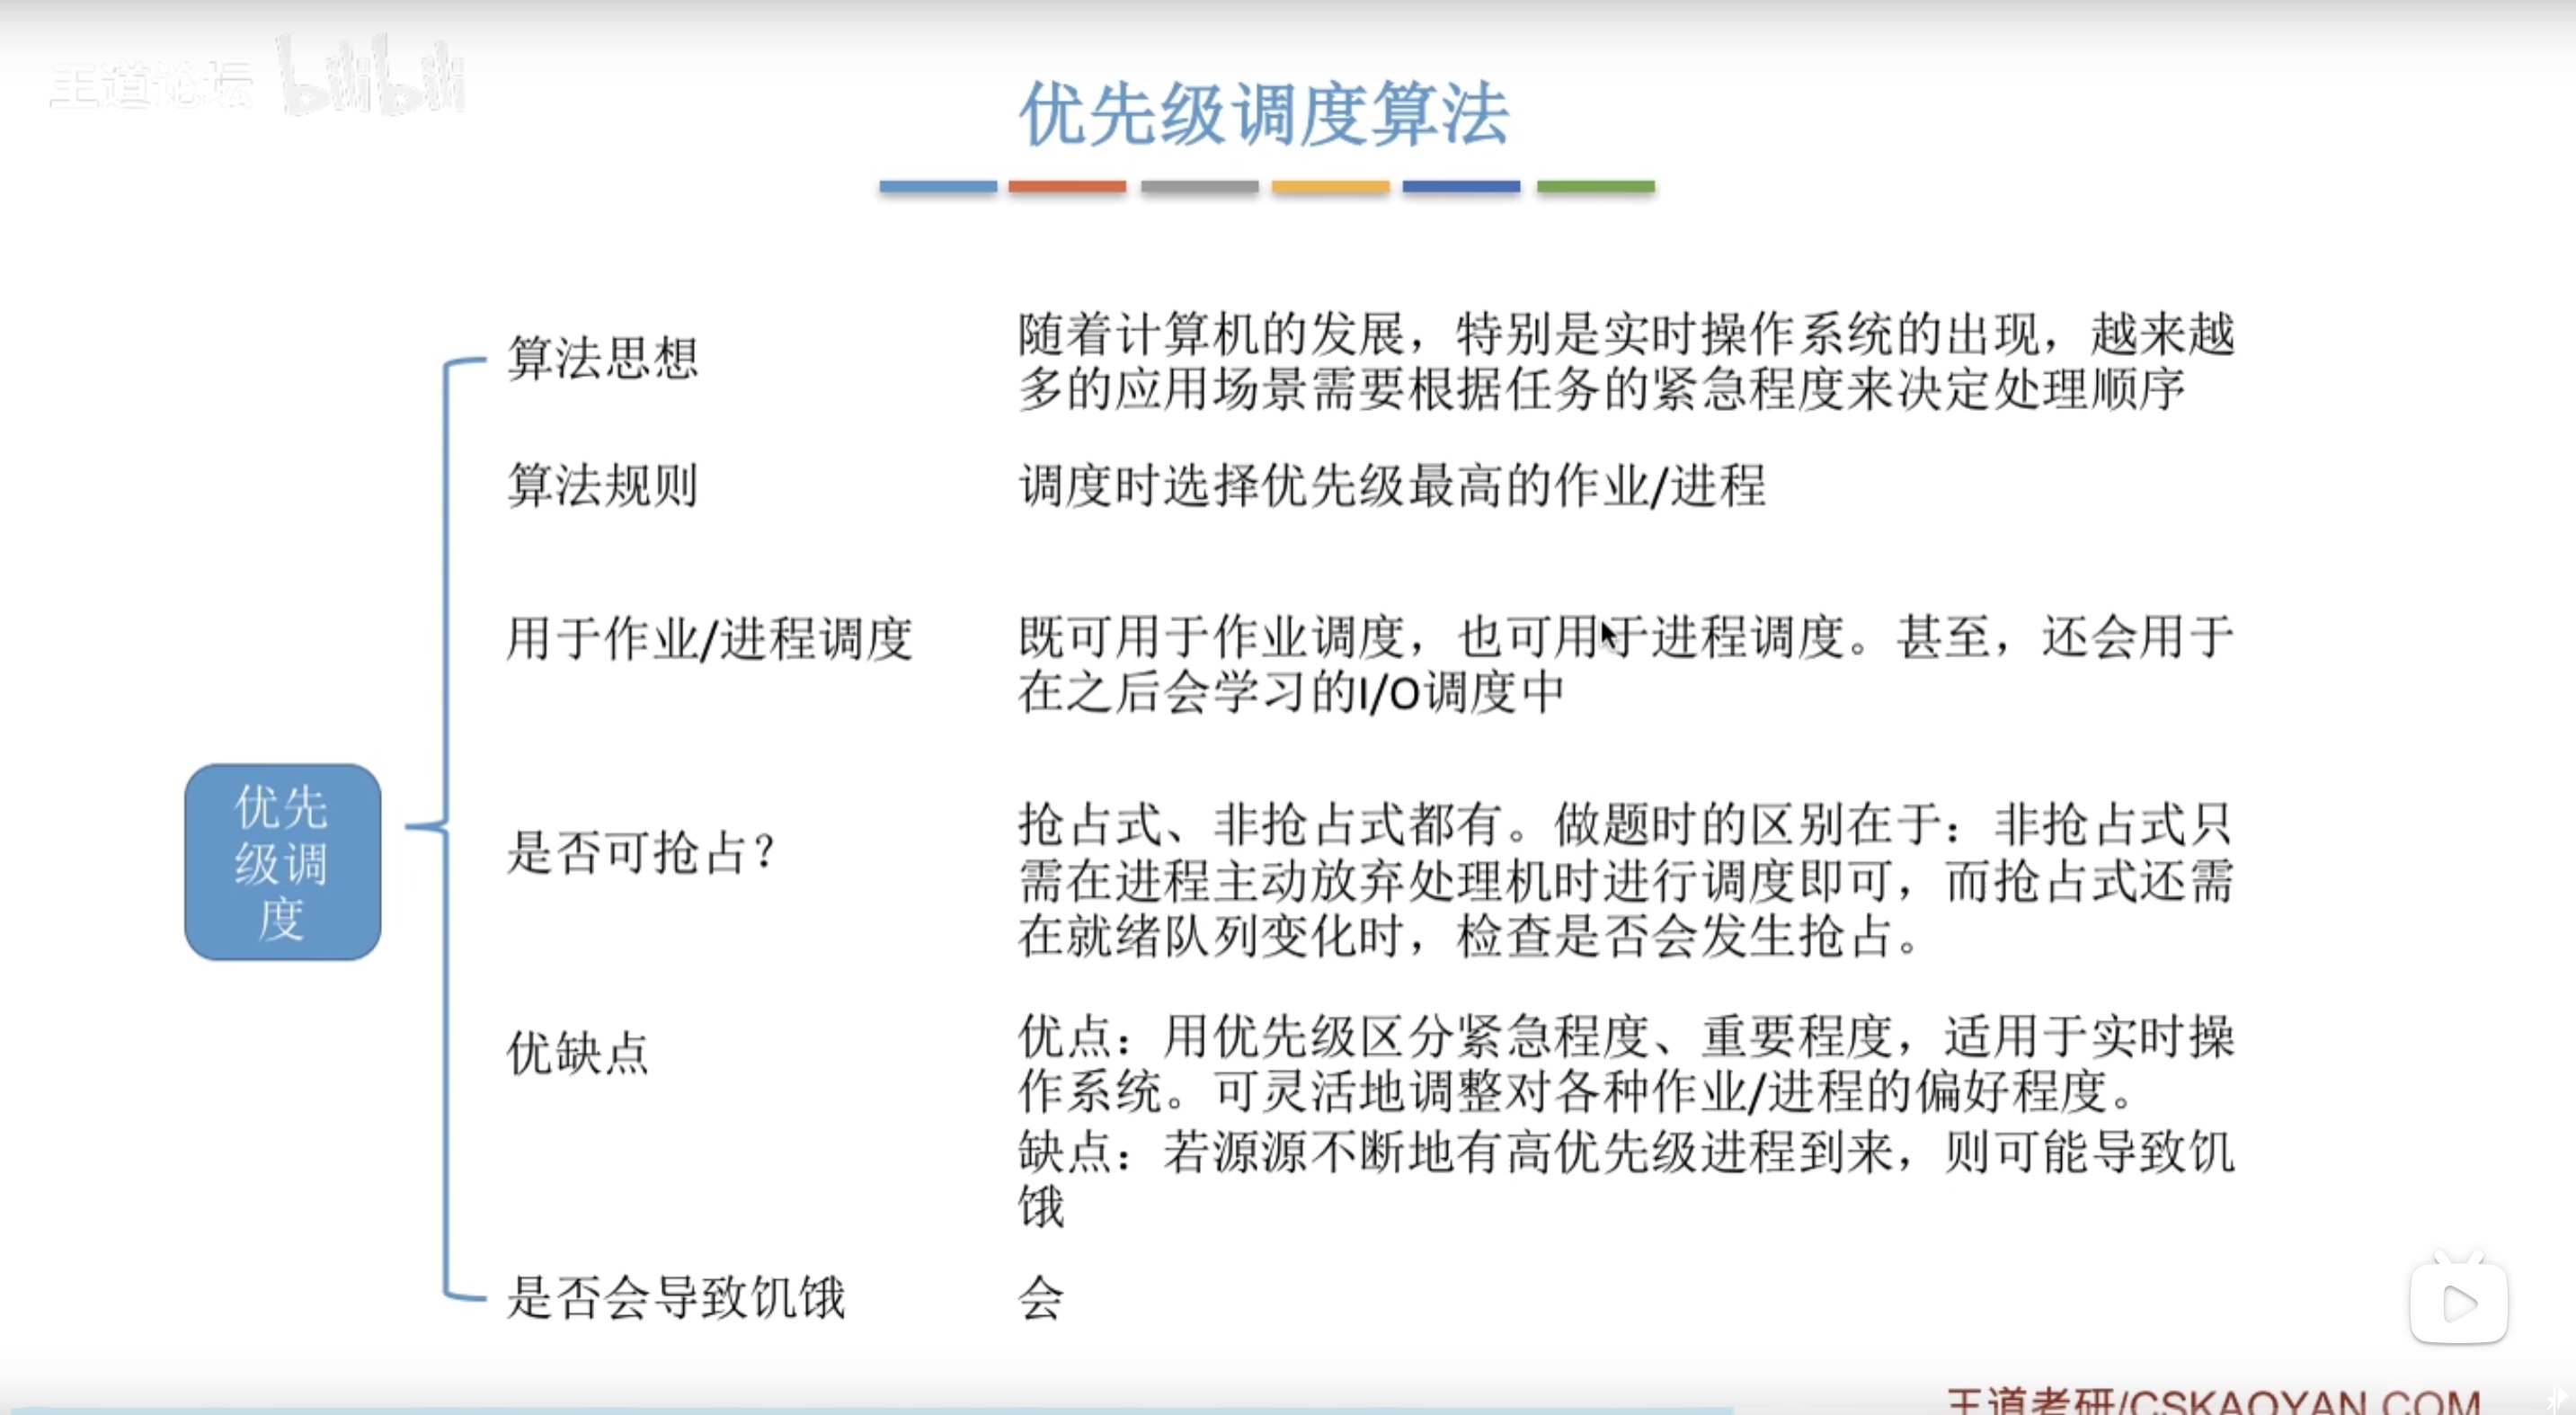 王道论坛 bilibili
优先级调度算法
算法思想
随着计算机的发展，特别是实时操作系统的出现，越来越
多的应用场景需要根据任务的紧急程度来决定处理顺序
算法规则
调度时选择优先级最高的作业/进程
用于作业/进程调度
既可用于作业调度，也可用于进程调度。甚至，还会用于
在之后会学习的I/O调度中
优先
级调
度
是否可抢占？
抢占式、非抢占式都有。做题时的区别在于：非抢占式只
需在进程主动放弃处理机时进行调度即可，而抢占式还需
在就绪队列变化时，检查是否会发生抢占。
优缺点
优点：用优先级区分紧急程度、重要程度，适用于实时操
作系统。可灵活地调整对各种作业/进程的偏好程度。
缺点：若源源不断地有高优先级进程到来，则可能导致饥
饿
是否会导致饥饿
会
王道考研/CSKAOYAN.COM